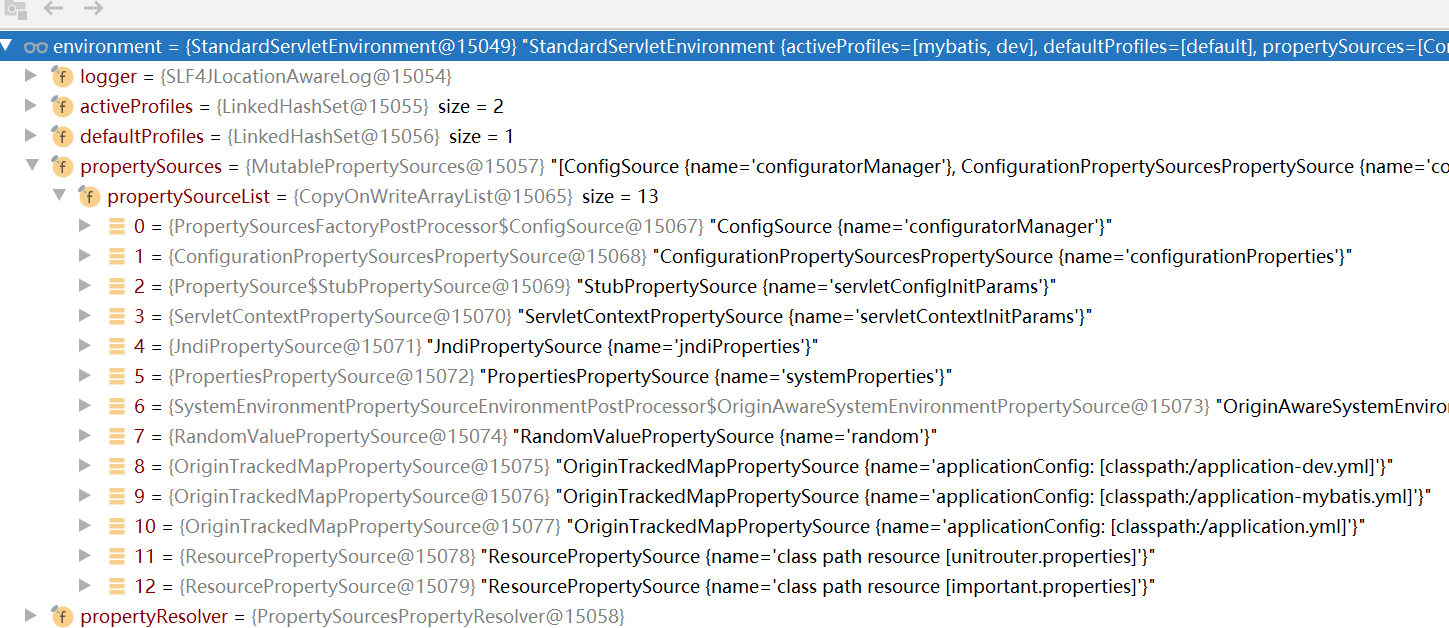 environment = {StandardServletEnvironment@15049} "StandardServletEnvironment {activeProfiles=[mybatis, dev], defaultProfiles=[default], propertySources=[Co
logger = {SLF4JLocationAwareLog@15054}
activeProfiles = {LinkedHashSet@15055} size = 2
defaultProfiles = {LinkedHashSet@15056} size = 1
propertySources = {MutablePropertySources@15057} "[ConfigSource {name='configuratorManager'}, ConfigurationPropertySourcesPropertySource {name='co
propertySourceList = {CopyOnWriteArrayList@15065} size = 13
0 = {PropertySourcesFactoryPostProcessor$ConfigSource@15067} "ConfigSource {name='configuratorManager'}"
1 = {ConfigurationPropertySourcesPropertySource@15068} "ConfigurationPropertySourcesPropertySource {name='configurationProperties'}"
2 = {PropertySource$StubPropertySource@15069} "StubPropertySource {name='servletConfigInitParams'}"
3 = {ServletContextPropertySource@15070} "ServletContextPropertySource {name='servletContextInitParams'}"
4 = {JndiPropertySource@15071} "JndiPropertySource {name='jndiProperties'}"
5 = {PropertiesPropertySource@15072} "PropertiesPropertySource {name='systemProperties'}"
6 = {SystemEnvironmentPropertySourceEnvironmentPostProcessor$OriginAwareSystemEnvironmentPropertySource@15073} "OriginAwareSystemEnviro
7 = {RandomValuePropertySource@15074} "RandomValuePropertySource {name='random'}"
8 = {OriginTrackedMapPropertySource@15075} "OriginTrackedMapPropertySource {name='applicationConfig: [classpath:/application-dev.yml]'}"
9 = {OriginTrackedMapPropertySource@15076} "OriginTrackedMapPropertySource {name='applicationConfig: [classpath:/application-mybatis.yml]'}"
10 = {OriginTrackedMapPropertySource@15077} "OriginTrackedMapPropertySource {name='applicationConfig: [classpath:/application.yml]'}"
11 = {ResourcePropertySource@15078} "ResourcePropertySource {name='class path resource [unitrouter.properties]'}"
12 = {ResourcePropertySource@15079} "ResourcePropertySource {name='class path resource [important.properties]'}"
propertyResolver = {PropertySourcesPropertyResolver@15058}